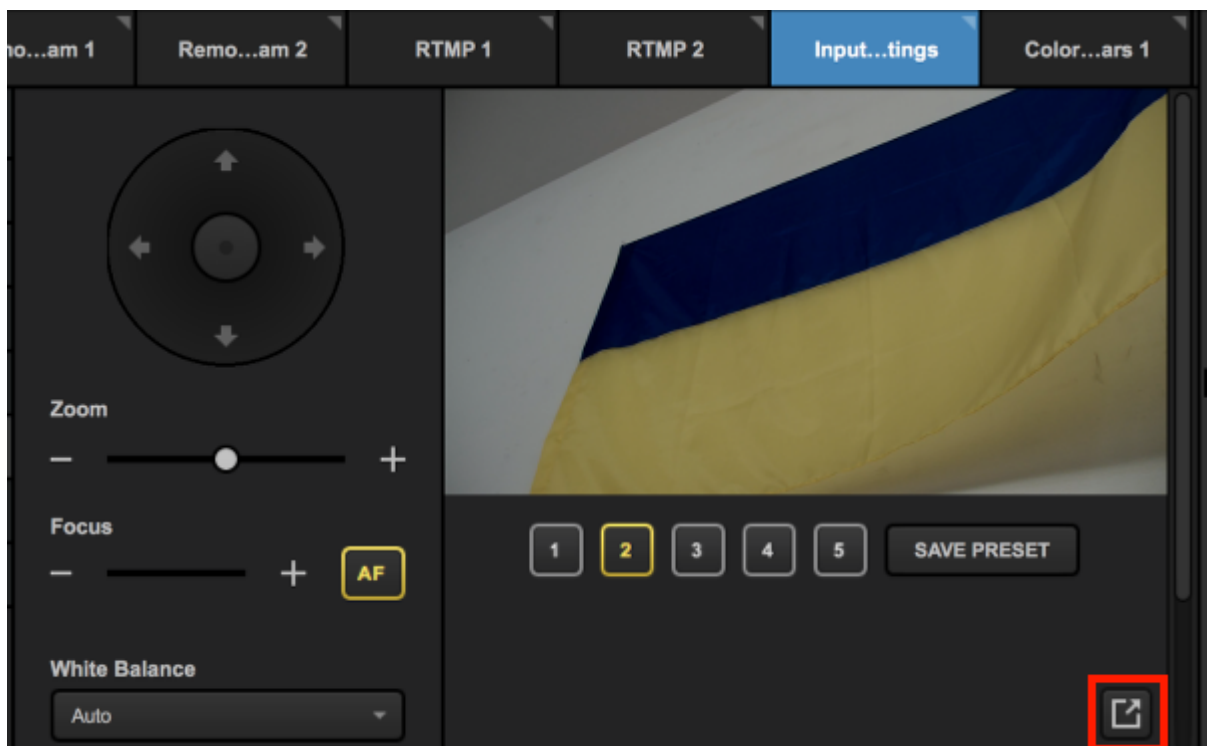 no...am 1
Remo...am 2
RTMP 1
RTMP 2
Input...tings
Color...ars 1
Zoom
Focus
AF
1
2
3
4
5
SAVE PRESET
White Balance
Auto